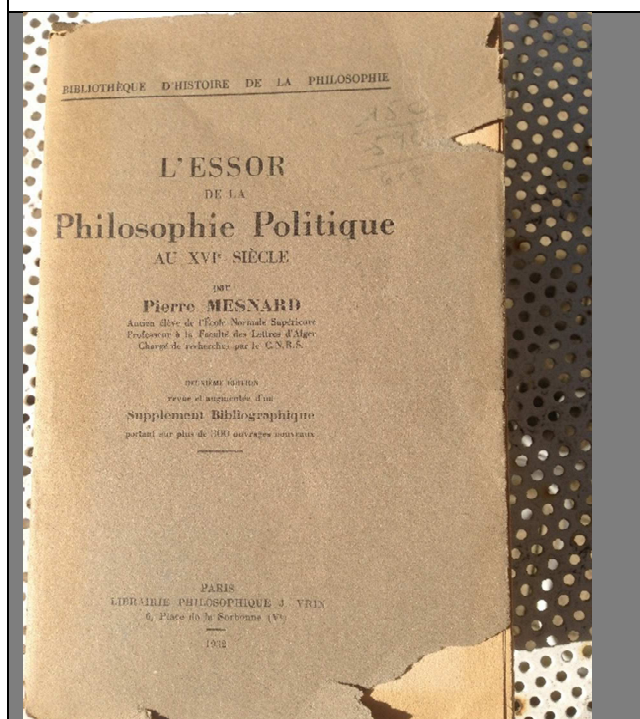 BIBLIOTHÈQUE D'HISTOIRE DE LA PHILOSOPHIE
L'ESSOR
DE LA
Philosophie Politique
AU XVIe SIÈCLE
par
Pierre MESNARD
Ancien élève de l'École Normale Supérieure
Professeur à la Faculté des Lettres d'Alger
Chargé de recherches par le C.N.R.S.
DEUXIÈME ÉDITION
revue et augmentée d'un
Supplément Bibliographique
portant sur plus de 300 ouvrages nouveaux
PARIS
LIBRAIRIE PHILOSOPHIQUE J. VRIN
6, Place de la Sorbonne (Ve)